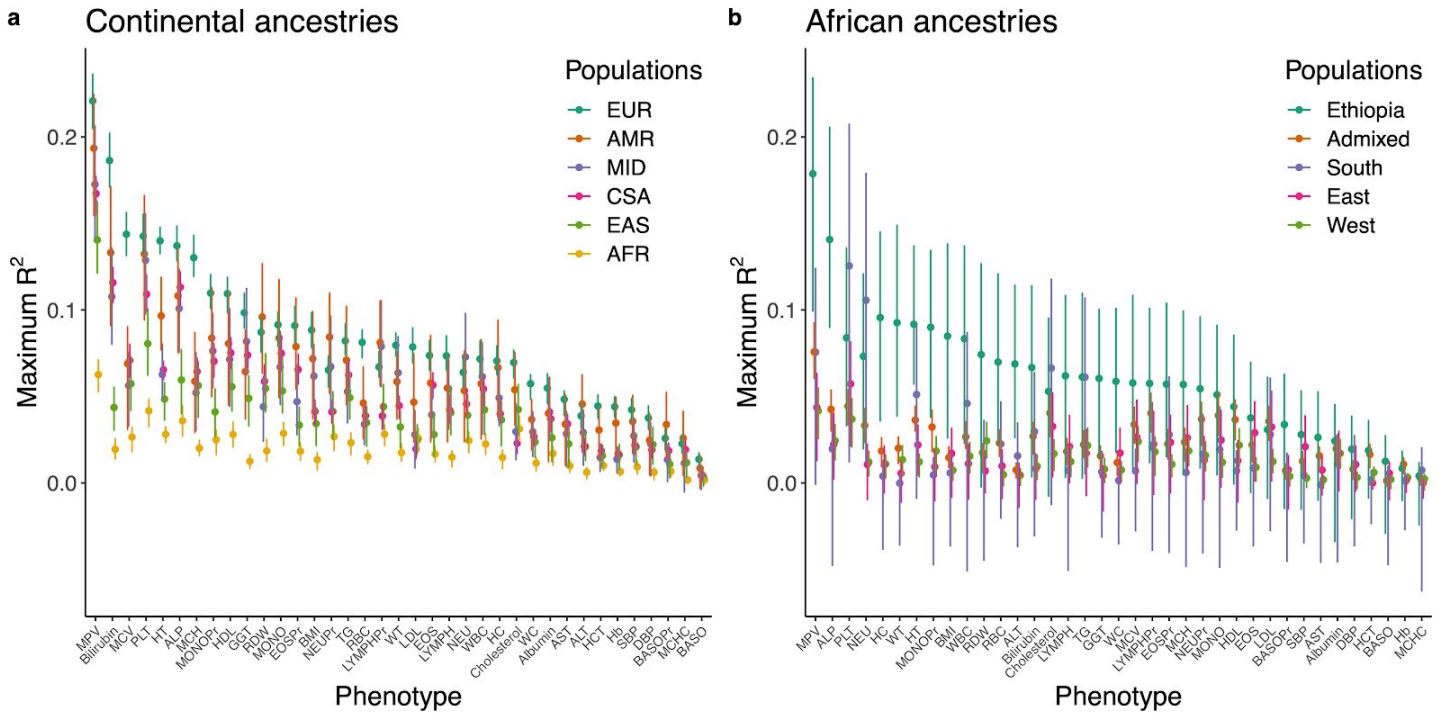 a
Continental ancestries
Maximum R²
0.2
0.1
0.0
Populations
EUR
AMR
MID
CSA
EAS
AFR
MPV
Bilirubin
MCV
PLT
HT
ALP
MCH
MONOPr
HDL
GGT
RDW
MONO
EOSPr
BMI
NEUPr
TG
RBC
LYMPHPr
WT
LDL
EOS
LYMPH
NEU
WBC
HC
Cholesterol
WC
Albumin
AST
ALT
HCT
Hb
SBP
DBP
BASOPr
MCHC
BASO
Phenotype
b
African ancestries
Maximum R²
0.2
0.1
0.0
Populations
Ethiopia
Admixed
South
East
West
MPV
ALP
PLT
NEU
HC
WT
HT
MONOPr
BMI
WBC
RDW
RBC
ALT
Bilirubin
Cholesterol
LYMPH
TG
GGT
WC
MCV
LYMPHPr
EOSPr
MCH
NEUPr
MONO
HDL
EOS
LDL
BASOPr
SBP
AST
Albumin
DBP
HCT
BASO
Hb
MCHC
Phenotype